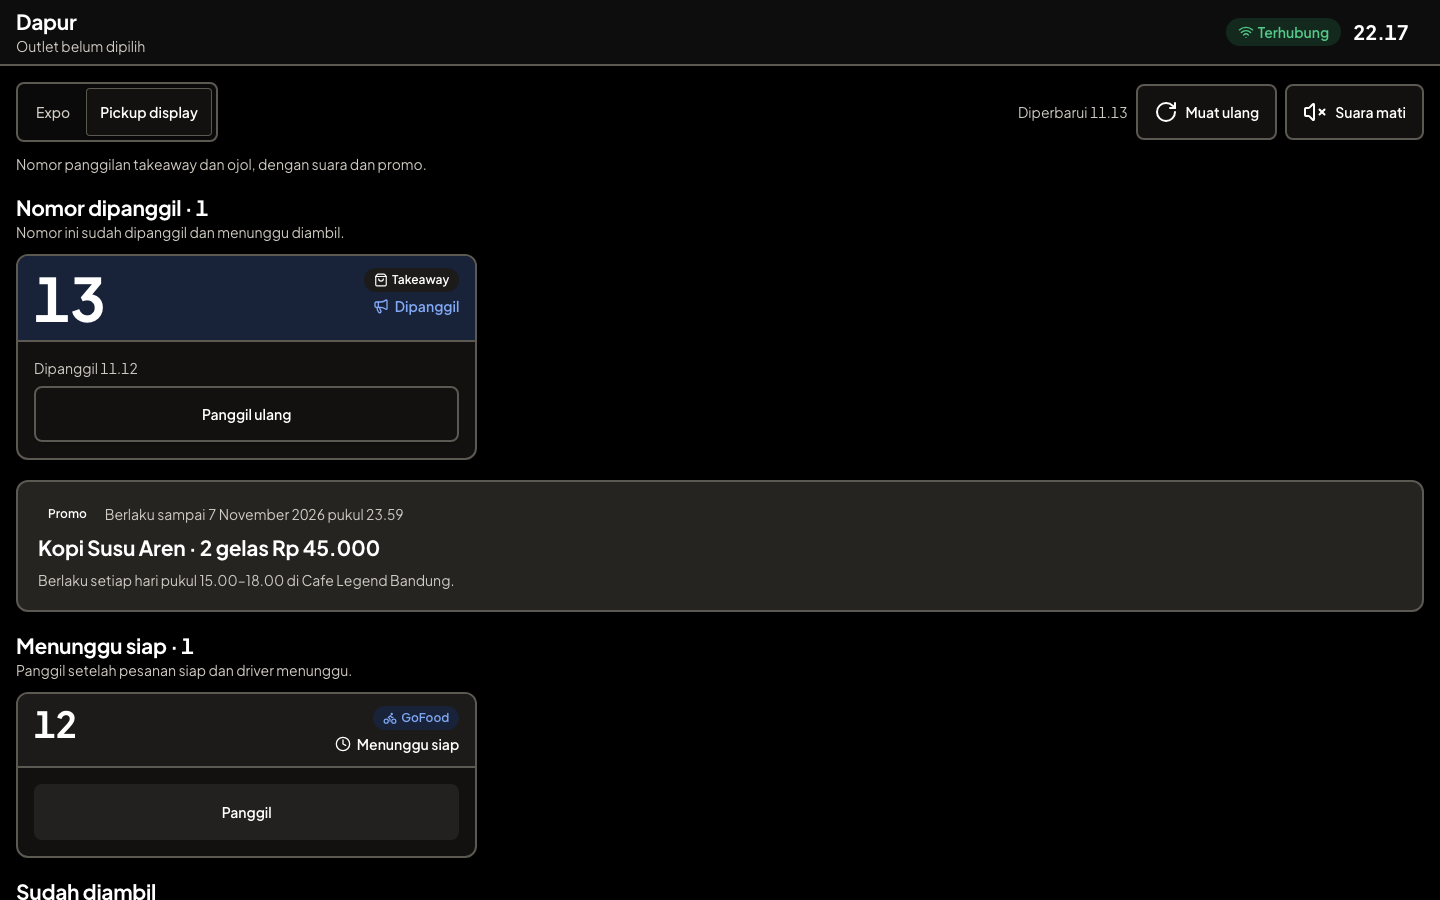 Dapur
Outlet belum dipilih
Terhubung
22.17
Expo
Pickup display
Diperbarui 11.13
Muat ulang
Suara mati
Nomor panggilan takeaway dan ojol, dengan suara dan promo.
Nomor dipanggil · 1
Nomor ini sudah dipanggil dan menunggu diambil.
13
Takeaway
Dipanggil
Dipanggil 11.12
Panggil ulang
Promo
Berlaku sampai 7 November 2026 pukul 23.59
Kopi Susu Aren · 2 gelas Rp 45.000
Berlaku setiap hari pukul 15.00–18.00 di Cafe Legend Bandung.
Menunggu siap · 1
Panggil setelah pesanan siap dan driver menunggu.
12
GoFood
Menunggu siap
Panggil
Sudah diambil